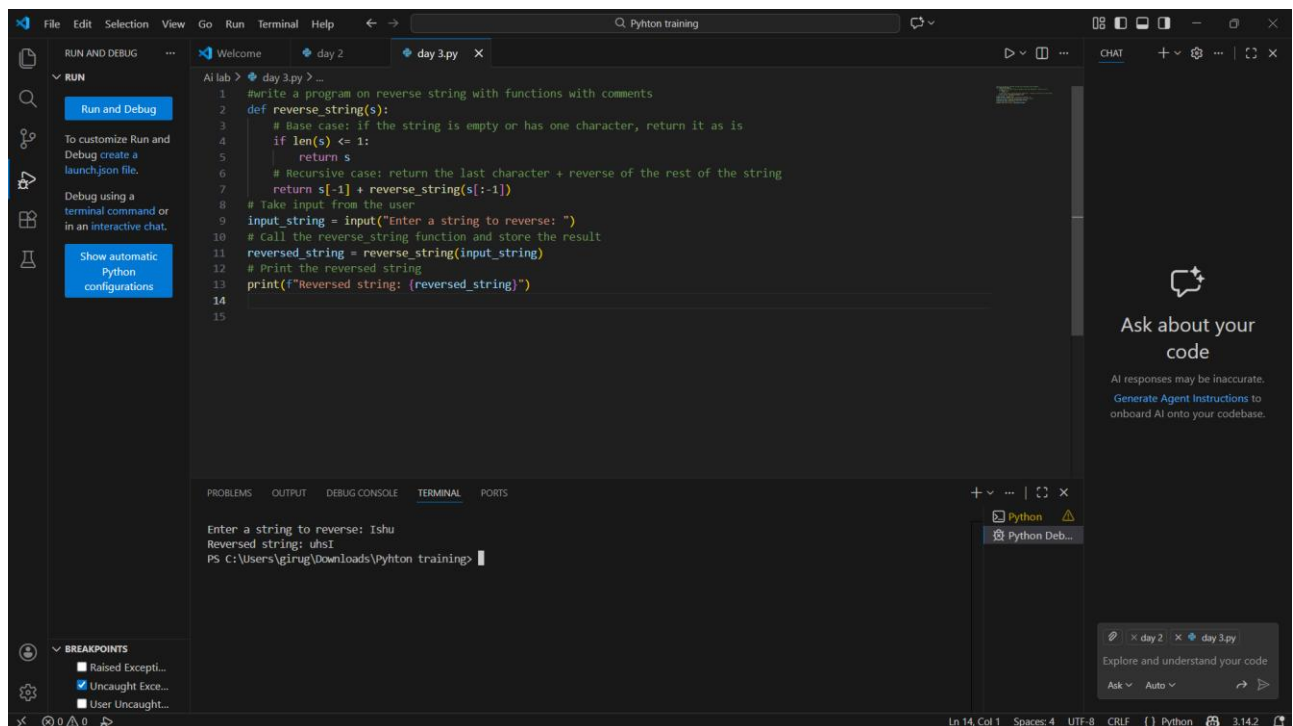 File Edit Selection View Go Run Terminal Help
Pyhton training
RUN AND DEBUG
RUN
Run and Debug
To customize Run and
Debug create a
launch.json file.
Debug using a
terminal command or
in an interactive chat.
Show automatic
Python
configurations
Welcome
day 2
day 3.py
Ai lab > day 3.py > ...
1 #write a program on reverse string with functions with comments
2 def reverse_string(s):
3 # Base case: if the string is empty or has one character, return it as is
4 if len(s) <= 1:
5 return s
6 # Recursive case: return the last character + reverse of the rest of the string
7 return s[-1] + reverse_string(s[:-1])
8 # Take input from the user
9 input_string = input("Enter a string to reverse: ")
10 # Call the reverse_string function and store the result
11 reversed_string = reverse_string(input_string)
12 # Print the reversed string
13 print(f"Reversed string: {reversed_string}")
14
15
PROBLEMS OUTPUT DEBUG CONSOLE TERMINAL PORTS
Enter a string to reverse: Ishu
Reversed string: uhsI
PS C:\Users\girug\Downloads\Pyhton training>
Python
Python Deb...
CHAT
Ask about your
code
AI responses may be inaccurate.
Generate Agent Instructions to
onboard AI onto your codebase.
day 2 day 3.py
Explore and understand your code
Ask Auto
BREAKPOINTS
Raised Excepti...
Uncaught Exce...
User Uncaught...
0 0
Ln 14, Col 1 Spaces: 4 UTF-8 CRLF {} Python 3.14.2